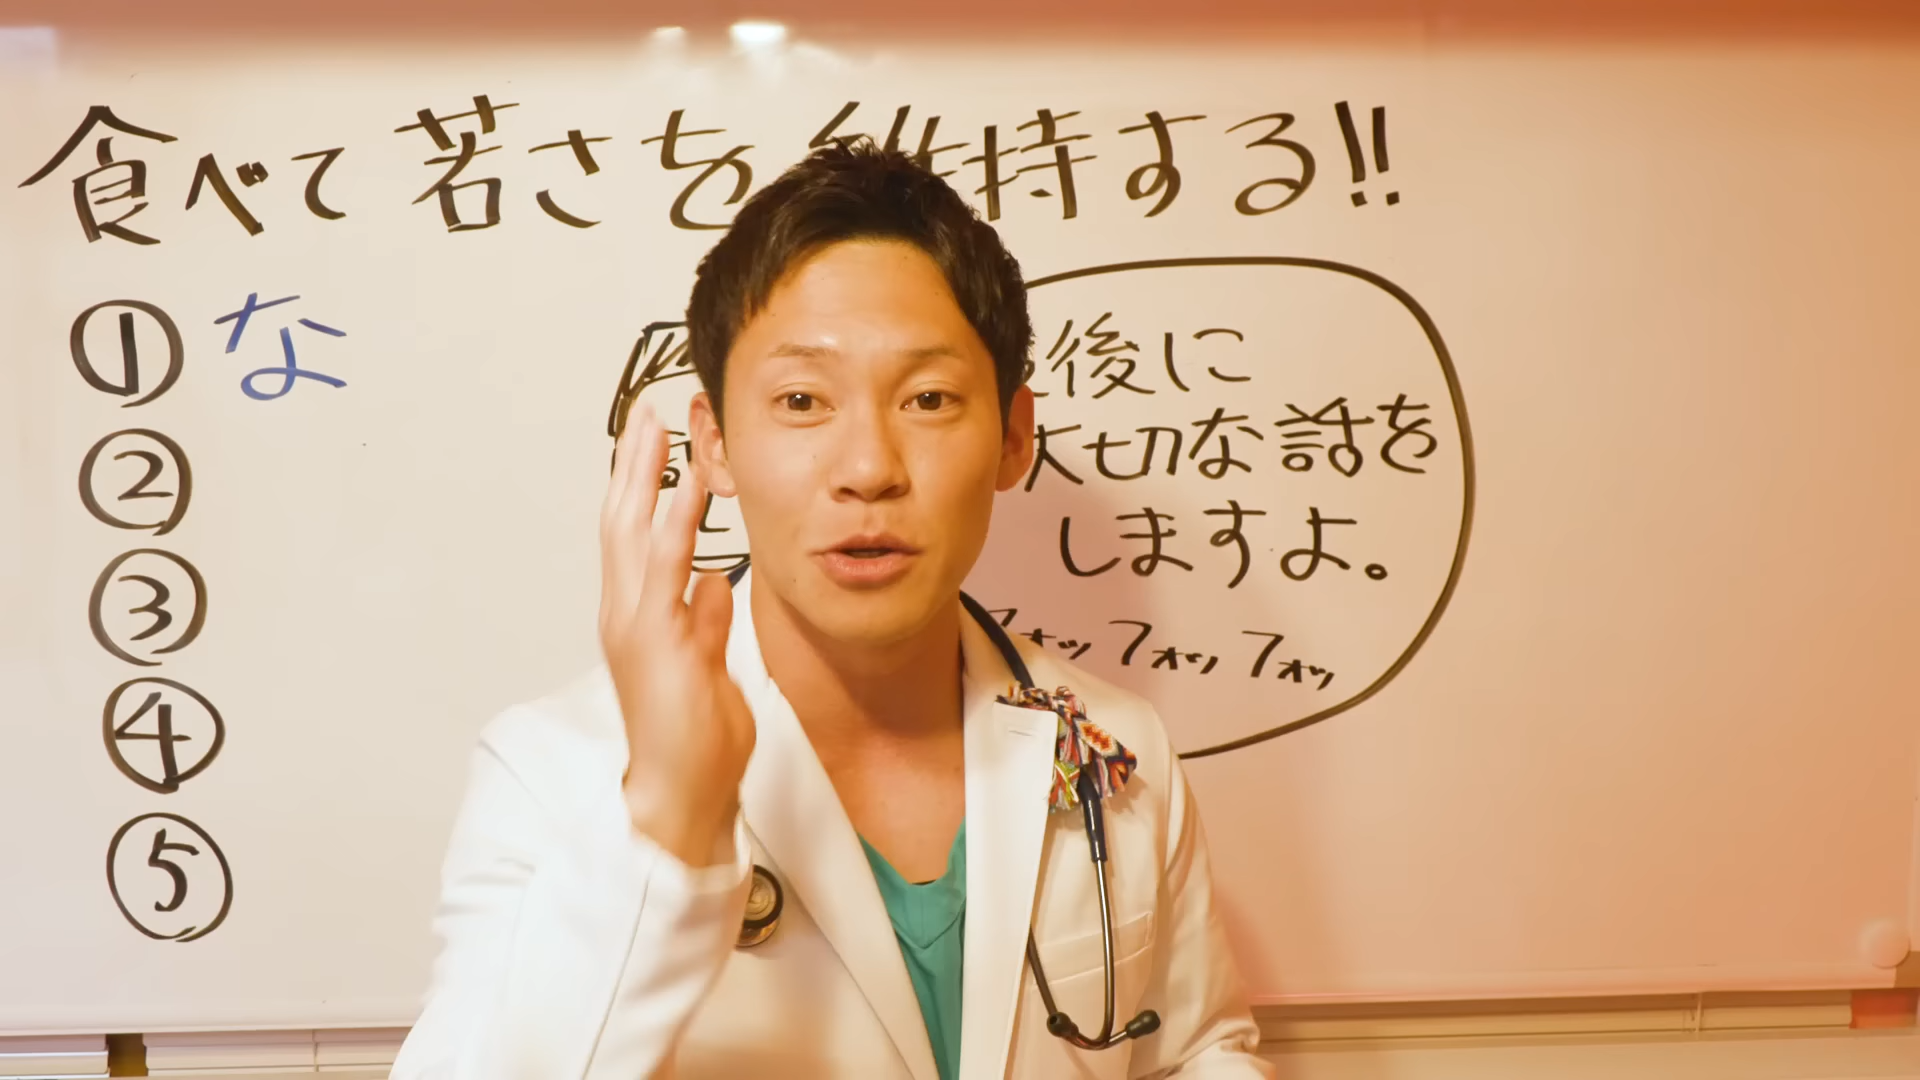 食べて若さを維持する!!
① な
②
③
④
⑤
後に
大切な話を
しますよ。
フォッフォッフォッ